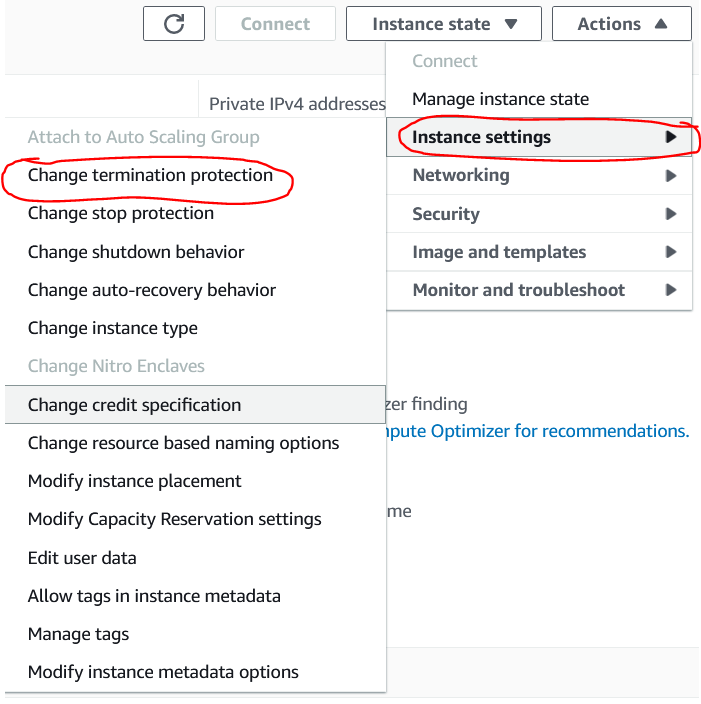 Connect
Instance state
Actions
Connect
Manage instance state
Private IPv4 addresses
Instance settings
Networking
Security
Image and templates
Monitor and troubleshoot
Attach to Auto Scaling Group
Change termination protection
Change stop protection
Change shutdown behavior
Change auto-recovery behavior
Change instance type
Change Nitro Enclaves
Change credit specification
Change resource based naming options
Modify instance placement
Modify Capacity Reservation settings
Edit user data
Allow tags in instance metadata
Manage tags
Modify instance metadata options
zer finding
npute Optimizer for recommendations.
me